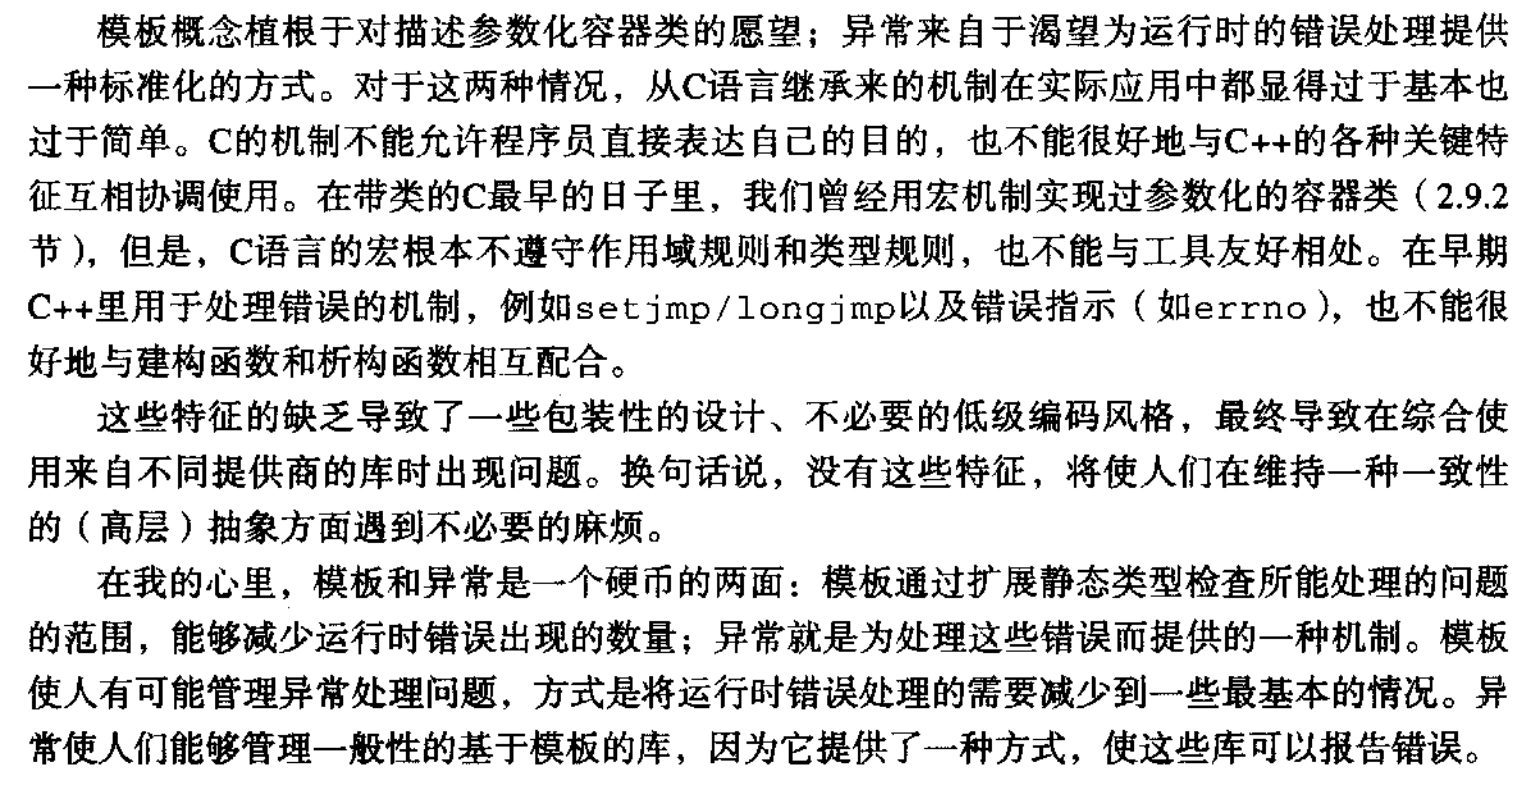 模板概念植根于对描述参数化容器类的愿望；异常来自于渴望为运行时的错误处理提供
一种标准化的方式。对于这两种情况，从C语言继承来的机制在实际应用中都显得过于基本也
过于简单。C的机制不能允许程序员直接表达自己的目的，也不能很好地与C++的各种关键特
征互相协调使用。在带类的C最早的日子里，我们曾经用宏机制实现过参数化的容器类（2.9.2
节），但是，C语言的宏根本不遵守作用域规则和类型规则，也不能与工具友好相处。在早期
C++里用于处理错误的机制，例如setjmp/longjmp以及错误指示（如errno），也不能很
好地与建构函数和析构函数相互配合。
这些特征的缺乏导致了一些包装性的设计、不必要的低级编码风格，最终导致在综合使
用来自不同提供商的库时出现问题。换句话说，没有这些特征，将使人们在维持一种一致性
的（高层）抽象方面遇到不必要的麻烦。
在我的心里，模板和异常是一个硬币的两面：模板通过扩展静态类型检查所能处理的问题
的范围，能够减少运行时错误出现的数量；异常就是为处理这些错误而提供的一种机制。模板
使人有可能管理异常处理问题，方式是将运行时错误处理的需要减少到一些最基本的情况。异
常使人们能够管理一般性的基于模板的库，因为它提供了一种方式，使这些库可以报告错误。